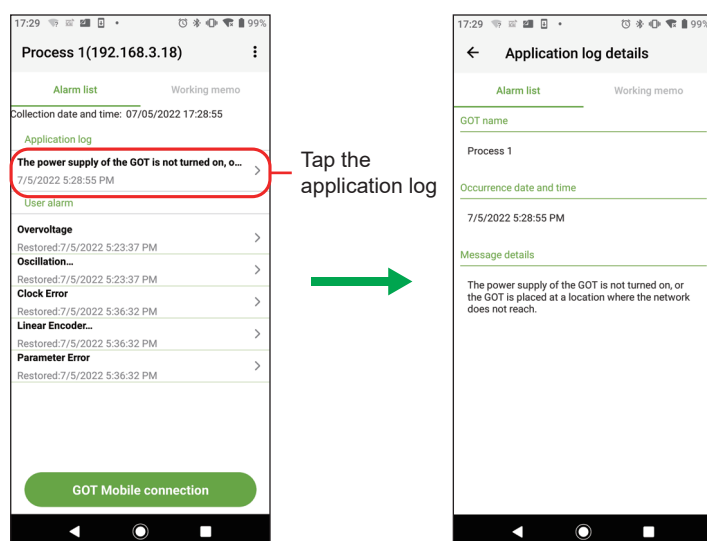 17:29
99%
Process 1(192.168.3.18)
Alarm list
Working memo
Collection date and time: 07/05/2022 17:28:55
Application log
The power supply of the GOT is not turned on, o...
7/5/2022 5:28:55 PM
User alarm
Overvoltage
Restored:7/5/2022 5:23:37 PM
Oscillation...
Restored:7/5/2022 5:23:37 PM
Clock Error
Restored:7/5/2022 5:36:32 PM
Linear Encoder...
Restored:7/5/2022 5:36:32 PM
Parameter Error
Restored:7/5/2022 5:36:32 PM
GOT Mobile connection
Tap the
application log
17:29
99%
Application log details
Alarm list
Working memo
GOT name
Process 1
Occurrence date and time
7/5/2022 5:28:55 PM
Message details
The power supply of the GOT is not turned on, or
the GOT is placed at a location where the network
does not reach.